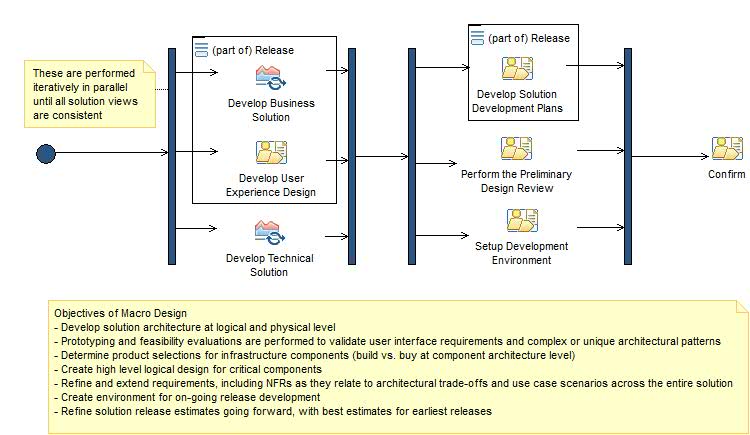 These are performed
iteratively in parallel
until all solution views
are consistent
(part of) Release
Develop Business
Solution
Develop User
Experience Design
Develop Technical
Solution
(part of) Release
Develop Solution
Development Plans
Perform the Preliminary
Design Review
Setup Development
Environment
Confirm
Objectives of Macro Design
- Develop solution architecture at logical and physical level
- Prototyping and feasibility evaluations are performed to validate user interface requirements and complex or unique architectural patterns
- Determine product selections for infrastructure components (build vs. buy at component architecture level)
- Create high level logical design for critical components
- Refine and extend requirements, including NFRs as they relate to architectural trade-offs and use case scenarios across the entire solution
- Create environment for on-going release development
- Refine solution release estimates going forward, with best estimates for earliest releases